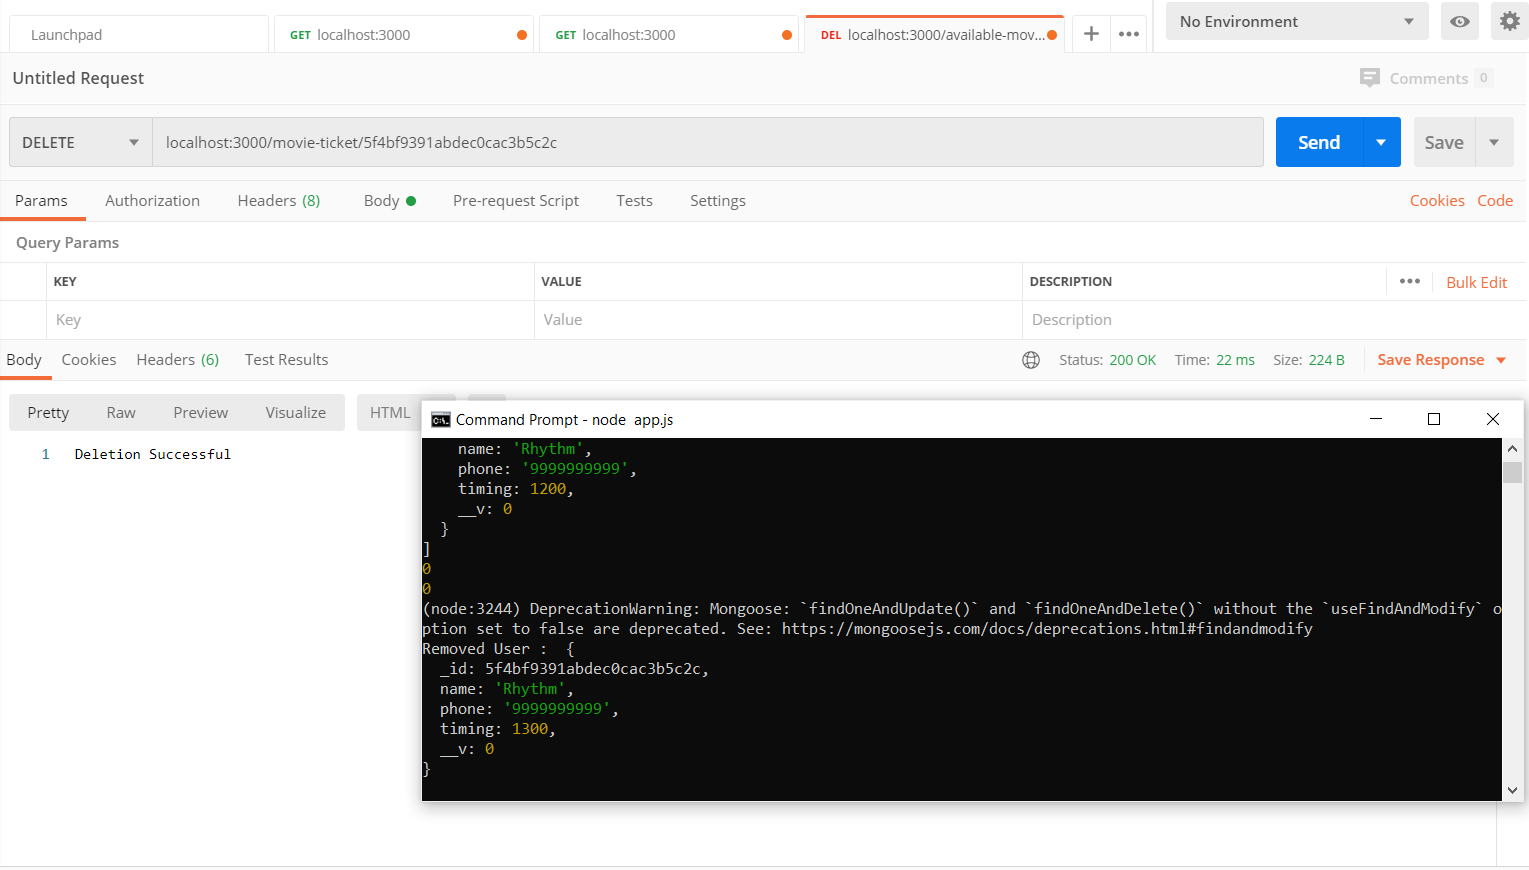 Launchpad
GET localhost:3000
GET localhost:3000
DEL localhost:3000/available-mov...
No Environment
Untitled Request
Comments 0
DELETE
localhost:3000/movie-ticket/5f4bf9391abdec0cac3b5c2c
Send
Save
Params Authorization Headers (8) Body Pre-request Script Tests Settings Cookies Code
Query Params
KEY VALUE DESCRIPTION ••• Bulk Edit
Key Value Description
Body Cookies Headers (6) Test Results Status: 200 OK Time: 22 ms Size: 224 B Save Response
Pretty Raw Preview Visualize HTML
1 Deletion Successful
Command Prompt - node  app.js
name: 'Rhythm',
phone: '9999999999',
timing: 1200,
__v: 0
}
]
0
0
(node:3244) DeprecationWarning: Mongoose: `findOneAndUpdate()` and `findOneAndDelete()` without the `useFindAndModify` o
ption set to false are deprecated. See: https://mongoosejs.com/docs/deprecations.html#findandmodify
Removed User :  {
_id: 5f4bf9391abdec0cac3b5c2c,
name: 'Rhythm',
phone: '9999999999',
timing: 1300,
__v: 0
}